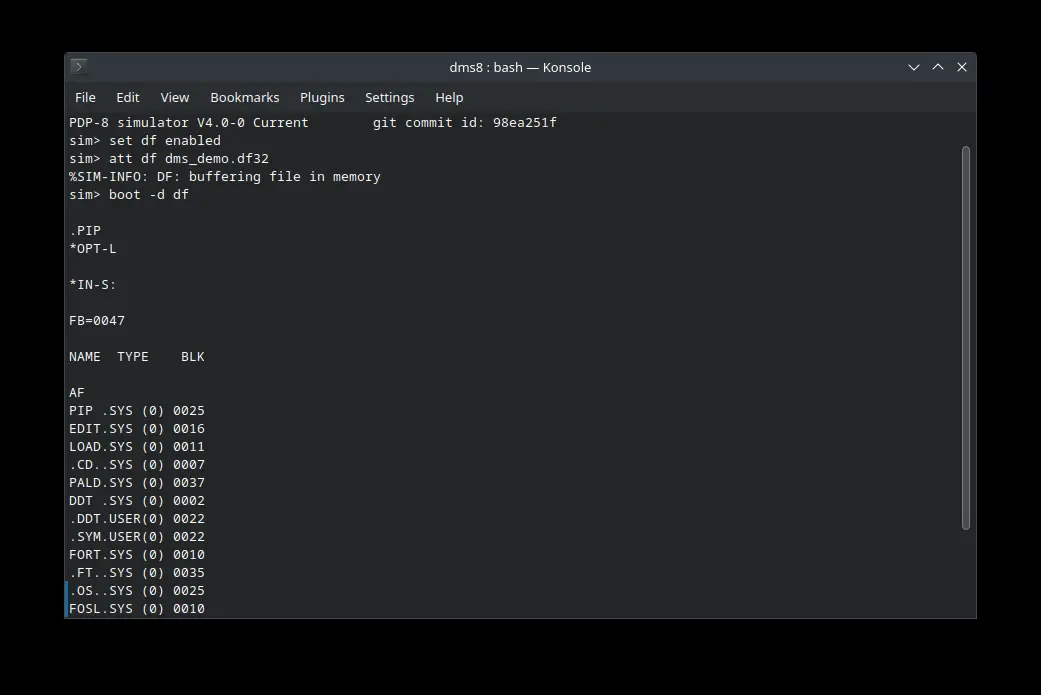 dms8 : bash — Konsole
File Edit View Bookmarks Plugins Settings Help
PDP-8 simulator V4.0-0 Current        git commit id: 98ea251f
sim> set df enabled
sim> att df dms_demo.df32
%SIM-INFO: DF: buffering file in memory
sim> boot -d df
.PIP
*OPT-L
*IN-S:
FB=0047
NAME  TYPE    BLK
AF
PIP .SYS (0) 0025
EDIT.SYS (0) 0016
LOAD.SYS (0) 0011
.CD..SYS (0) 0007
PALD.SYS (0) 0037
DDT .SYS (0) 0002
.DDT.USER(0) 0022
.SYM.USER(0) 0022
FORT.SYS (0) 0010
.FT..SYS (0) 0035
.OS..SYS (0) 0025
FOSL.SYS (0) 0010